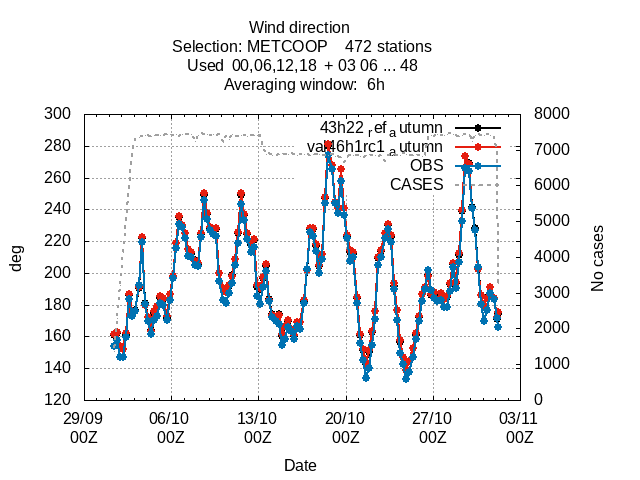 Wind direction
Selection: METCOOP 472 stations
Used 00,06,12,18 + 03 06 ... 48
Averaging window: 6h
300
280
260
240
220
200
180
160
140
120
deg
8000
7000
6000
5000
4000
3000
2000
1000
0
No cases
43h22refautumn
va46h1rc1autumn
OBS
CASES
29/09 06/10 13/10 20/10 27/10 03/11
00Z 00Z 00Z 00Z 00Z 00Z
Date